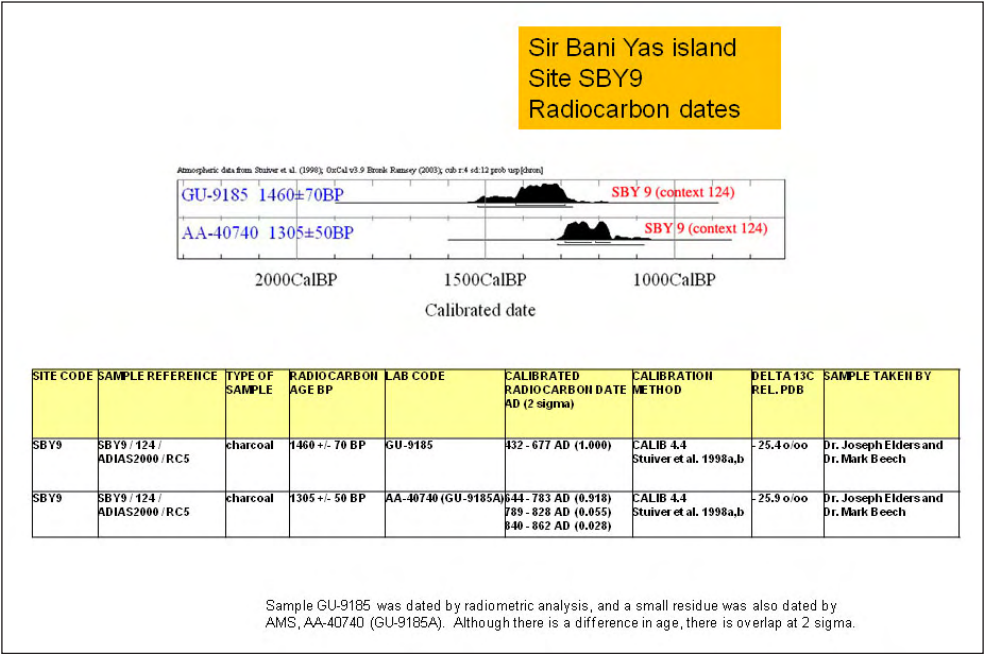 Sir Bani Yas island
Site SBY9
Radiocarbon dates
Atmospheric data from Stuiver et al. (1998); OxCal v3.9 Bronk Ramsey (2003); cub r:4 sd:12 prob usp[chron]
GU-9185 1460±70BP
SBY 9 (context 124)
AA-40740 1305±50BP
SBY 9 (context 124)
2000CalBP 1500CalBP 1000CalBP
Calibrated date
SITE CODE SAMPLE REFERENCE TYPE OF RADIOCARBON LAB CODE CALIBRATED CALIBRATION DELTA 13C SAMPLE TAKEN BY
SAMPLE AGE BP RADIOCARBON DATE METHOD REL. PDB
AD (2 sigma)
SBY9 SBY9 / 124 / charcoal 1460 +/- 70 BP GU-9185 432 - 677 AD (1.000) CALIB 4.4 - 25.4 o/oo Dr. Joseph Elders and
ADIAS2000 / RC5 Stuiver et al. 1998a,b Dr. Mark Beech
SBY9 SBY9 / 124 / charcoal 1305 +/- 50 BP AA-40740 (GU-9185A) 644 - 783 AD (0.918) CALIB 4.4 - 25.9 o/oo Dr. Joseph Elders and
ADIAS2000 / RC5 789 - 828 AD (0.055) Stuiver et al. 1998a,b Dr. Mark Beech
840 - 862 AD (0.028)
Sample GU-9185 was dated by radiometric analysis, and a small residue was also dated by
AMS, AA-40740 (GU-9185A). Although there is a difference in age, there is overlap at 2 sigma.